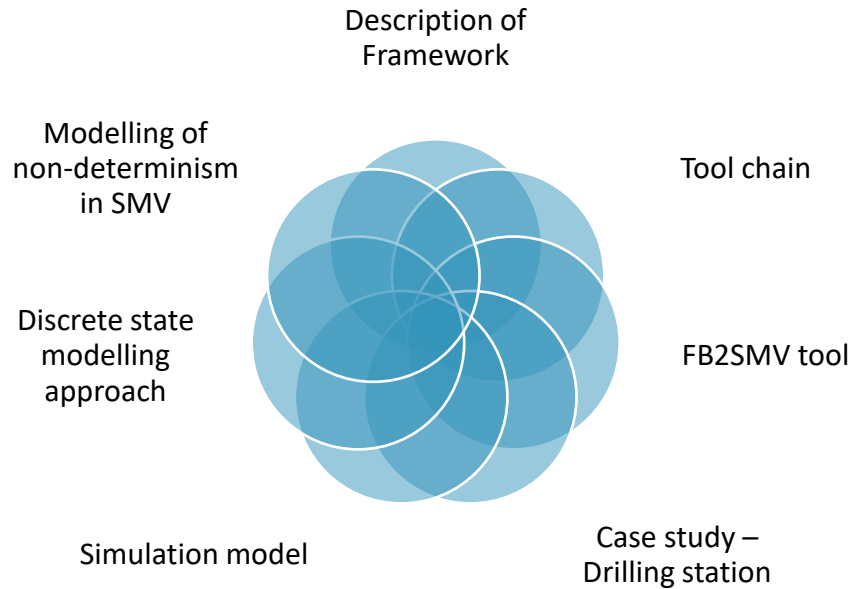 Description of
Framework
Modelling of
non-determinism
in SMV
Tool chain
Discrete state
modelling
approach
FB2SMV tool
Simulation model
Case study –
Drilling station